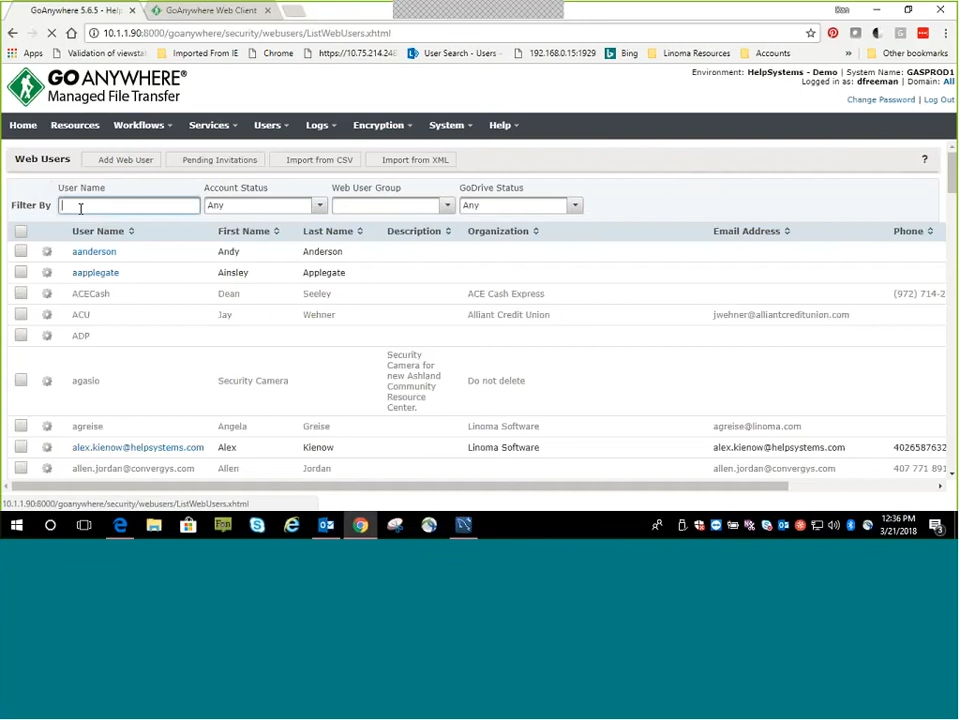 GoAnywhere 5.6.5 - Help
GoAnywhere Web Client
10.1.1.90:8000/goanywhere/security/webusers/ListWebUsers.xhtml
Apps
Validation of viewsta
Imported From IE
Chrome
https://10.75.214.248
User Search - Users -
192.168.0.15:1929
Bing
Linoma Resources
Accounts
»
Other bookmarks
GO ANYWHERE®
Managed File Transfer
Environment: HelpSystems - Demo | System Name: GASPROD1
Logged in as: dfreeman | Domain: All
Change Password | Log Out
Home Resources Workflows Services Users Logs Encryption System Help
Web Users Add Web User Pending Invitations Import from CSV Import from XML ?
User Name Account Status Web User Group GoDrive Status
Filter By Any Any
User Name First Name Last Name Description Organization Email Address Phone
aanderson Andy Anderson
aapplegate Ainsley Applegate
ACECash Dean Seeley ACE Cash Express (972) 714-2
ACU Jay Wehner Alliant Credit Union jwehner@alliantcreditunion.com
ADP
agasio Security Camera Do not delete
Security
Camera for
new Ashland
Community
Resource
Center.
agreise Angela Greise Linoma Software agreise@linoma.com
alex.kienow@helpsystems.com Alex Kienow Linoma Software alex.kienow@helpsystems.com 4026587632
allen.jordan@convergys.com Allen Jordan allen.jordan@convergys.com 407 771 891
10.1.1.90:8000/goanywhere/security/webusers/ListWebUsers.xhtml
12:36 PM
3/21/2018
3